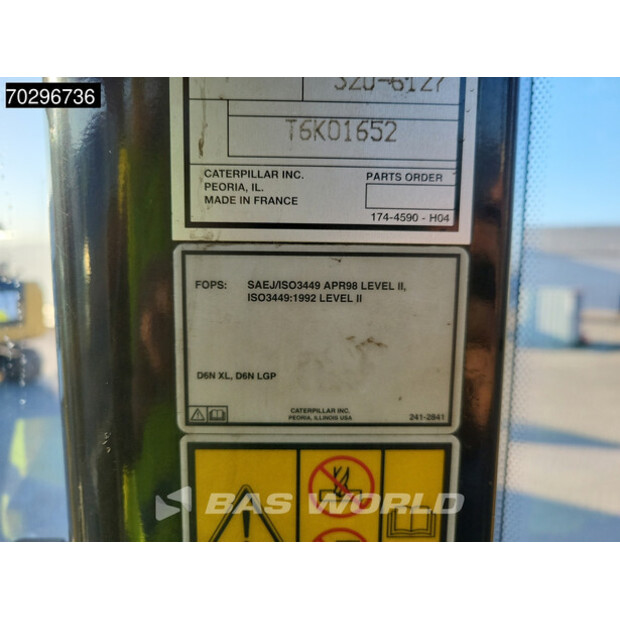 70296736
320-6127
T6K01652
CATERPILLAR INC.
PEORIA, IL.
MADE IN FRANCE
PARTS ORDER
174-4590 - H04
FOPS: SAEJ/ISO3449 APR98 LEVEL II,
ISO3449:1992 LEVEL II
D6N XL, D6N LGP
CATERPILLAR INC.
PEORIA, ILLINOIS USA
241-2841
BAS WORLD